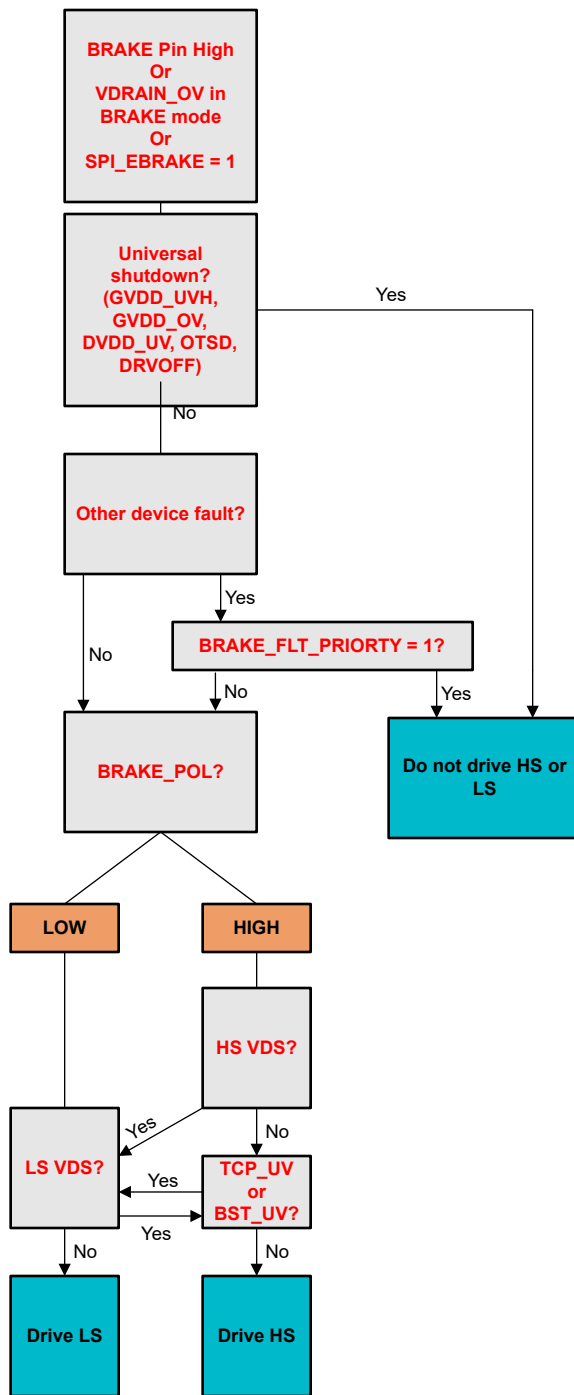 BRAKE Pin High
Or
VDRAIN_OV in
BRAKE mode
Or
SPI_EBRAKE = 1
Universal
shutdown?
(GVDD_UVH,
GVDD_OV,
DVDD_UV, OTSD,
DRVOFF)
Yes
No
Other device fault?
Yes
No
BRAKE_FLT_PRIORTY = 1?
No
Yes
BRAKE_POL?
Do not drive HS or
LS
LOW
HIGH
HS VDS?
Yes
No
LS VDS?
TCP_UV
or
BST_UV?
Yes
Yes
No
No
Drive LS
Drive HS